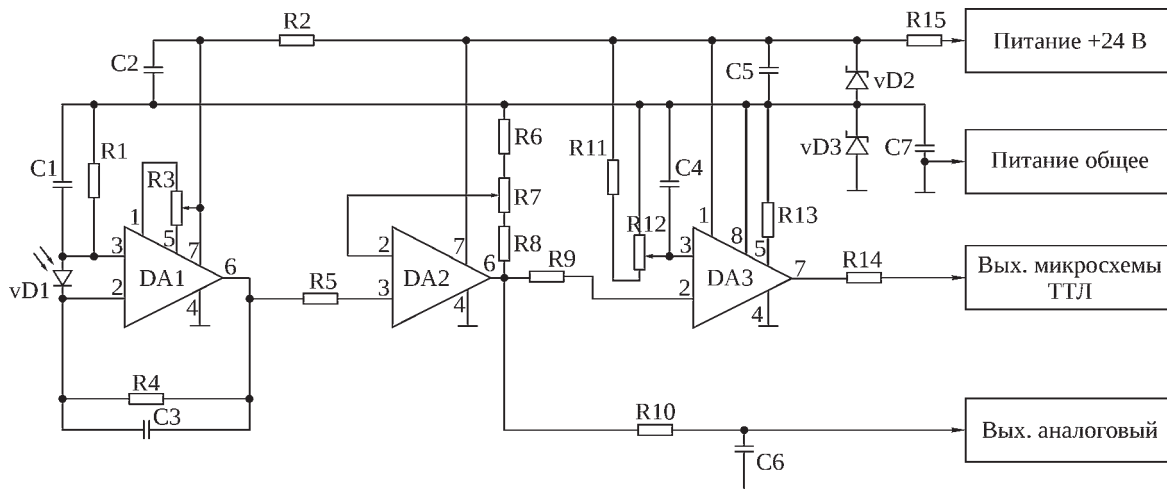 R2
R15
Питание +24 В
C2
C5
vD2
R1
R6
R11
C4
vD3
C7
Питание общее
C1
R3
R7
1
5
7
R12
1
8
5
R13
3
2
7
R8
3
vD1
2
DA1
6
4
R5
3
DA2
6
4
R9
2
DA3
7
4
R14
Вых. микросхемы
ТТЛ
R4
C3
R10
C6
Вых. аналоговый